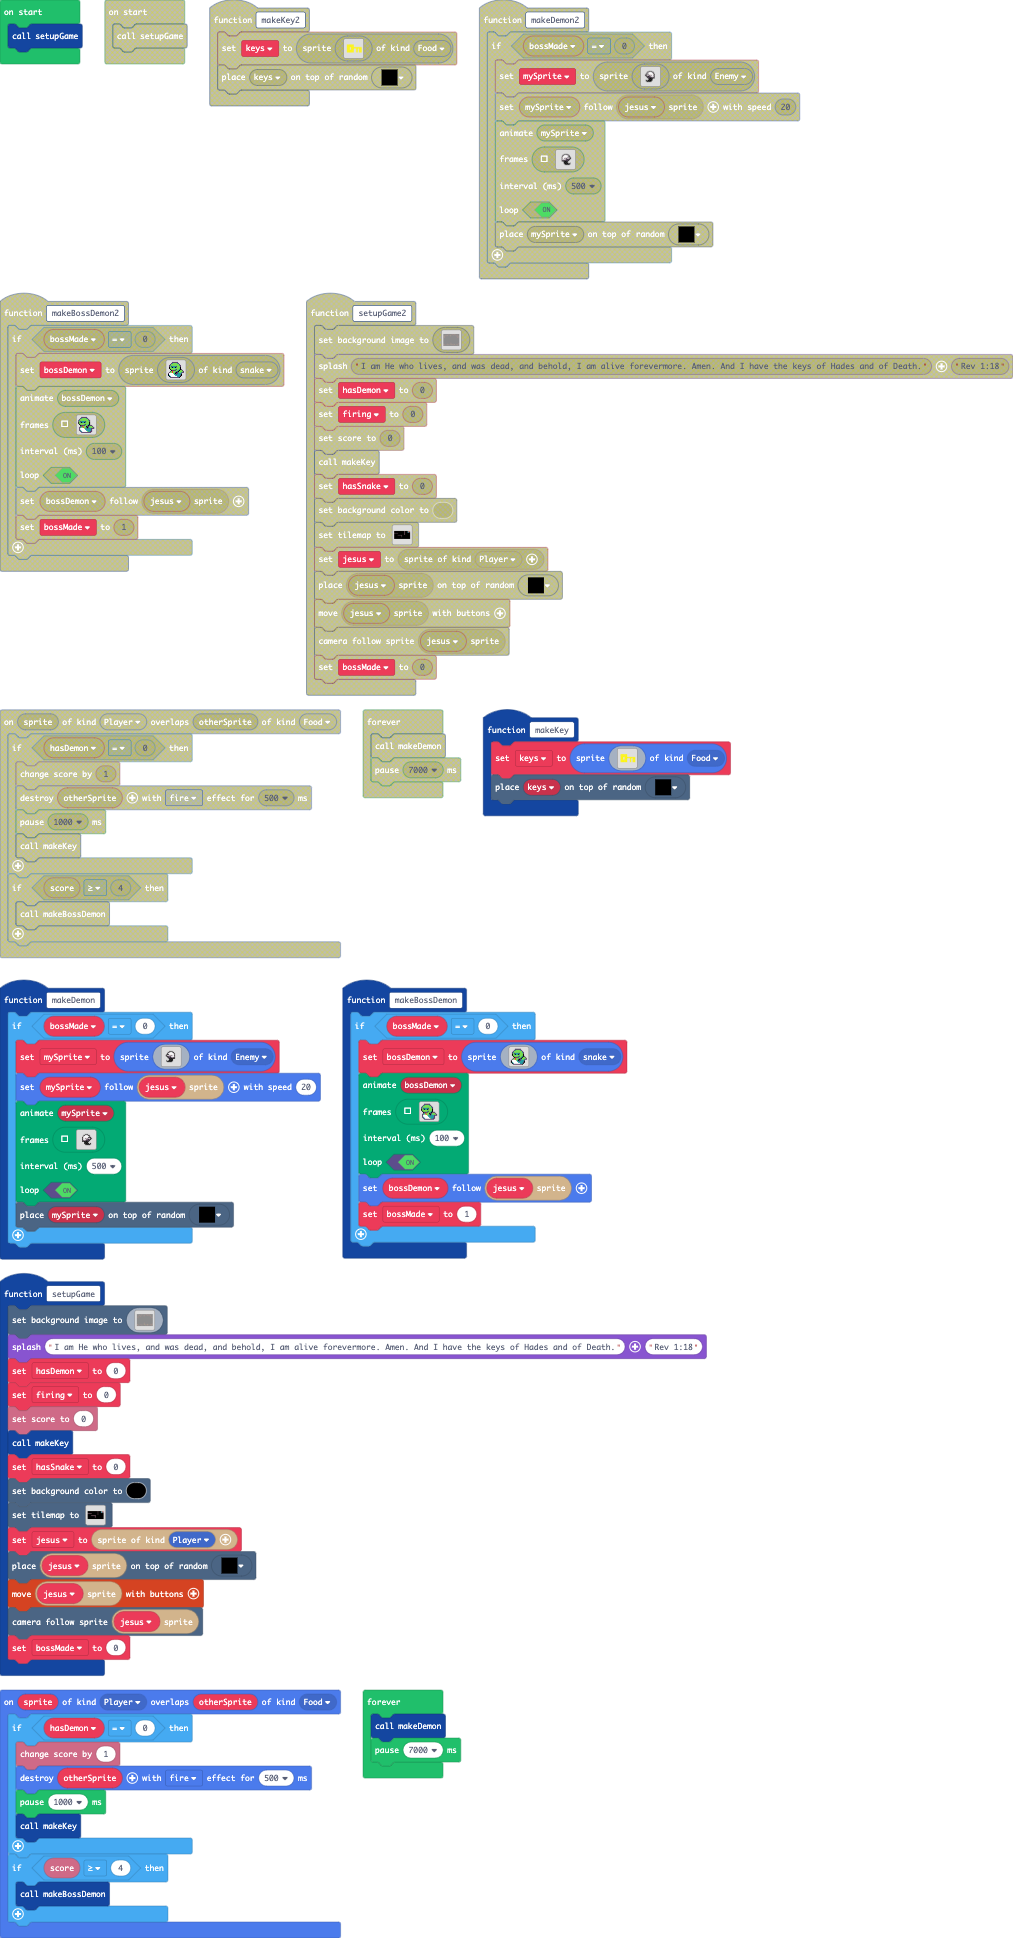 on start
call setupGame
on start
call setupGame
function makeKey2
set keys to sprite of kind Food
place keys on top of random
function makeDemon2
if bossMade = 0 then
set mySprite to sprite of kind Enemy
set mySprite follow jesus sprite with speed 20
animate mySprite
frames
interval (ms) 500
loop ON
place mySprite on top of random
function makeBossDemon2
if bossMade = 0 then
set bossDemon to sprite of kind snake
animate bossDemon
frames
interval (ms) 100
loop ON
set bossDemon follow jesus sprite
set bossMade to 1
function setupGame2
set background image to
splash "I am He who lives, and was dead, and behold, I am alive forevermore. Amen. And I have the keys of Hades and of Death." "Rev 1:18"
set hasDemon to 0
set firing to 0
set score to 0
call makeKey
set hasSnake to 0
set background color to
set tilemap to
set jesus to sprite of kind Player
place jesus sprite on top of random
move jesus sprite with buttons
camera follow sprite jesus sprite
set bossMade to 0
on sprite of kind Player overlaps otherSprite of kind Food
if hasDemon = 0 then
change score by 1
destroy otherSprite with fire effect for 500 ms
pause 1000 ms
call makeKey
if score ≥ 4 then
call makeBossDemon
forever
call makeDemon
pause 7000 ms
function makeKey
set keys to sprite of kind Food
place keys on top of random
function makeDemon
if bossMade = 0 then
set mySprite to sprite of kind Enemy
set mySprite follow jesus sprite with speed 20
animate mySprite
frames
interval (ms) 500
loop ON
place mySprite on top of random
function makeBossDemon
if bossMade = 0 then
set bossDemon to sprite of kind snake
animate bossDemon
frames
interval (ms) 100
loop ON
set bossDemon follow jesus sprite
set bossMade to 1
function setupGame
set background image to
splash "I am He who lives, and was dead, and behold, I am alive forevermore. Amen. And I have the keys of Hades and of Death." "Rev 1:18"
set hasDemon to 0
set firing to 0
set score to 0
call makeKey
set hasSnake to 0
set background color to
set tilemap to
set jesus to sprite of kind Player
place jesus sprite on top of random
move jesus sprite with buttons
camera follow sprite jesus sprite
set bossMade to 0
on sprite of kind Player overlaps otherSprite of kind Food
if hasDemon = 0 then
change score by 1
destroy otherSprite with fire effect for 500 ms
pause 1000 ms
call makeKey
if score ≥ 4 then
call makeBossDemon
forever
call makeDemon
pause 7000 ms